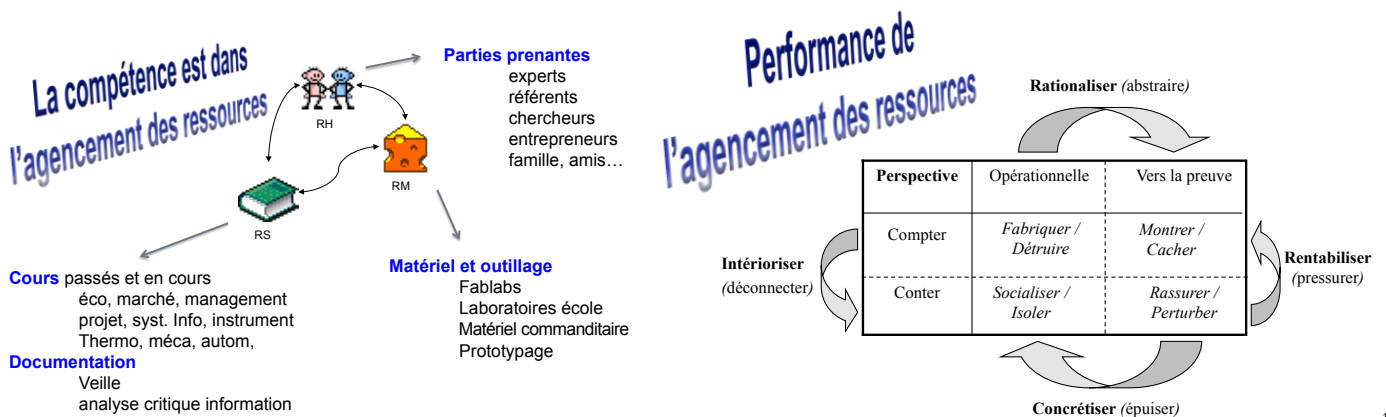 La compétence est dans
l'agencement des ressources
RH
RM
RS
Parties prenantes
experts
référents
chercheurs
entrepreneurs
famille, amis…
Cours passés et en cours
éco, marché, management
projet, syst. Info, instrument
Thermo, méca, autom,
Documentation
Veille
analyse critique information
Matériel et outillage
Fablabs
Laboratoires école
Matériel commanditaire
Prototypage
Performance de
l'agencement des ressources
Rationaliser (abstraire)
Perspective
Opérationnelle
Vers la preuve
Compter
Fabriquer /
Détruire
Montrer /
Cacher
Conter
Socialiser /
Isoler
Rassurer /
Perturber
Intérioriser
(déconnecter)
Rentabiliser
(pressurer)
Concrétiser (épuiser)
1